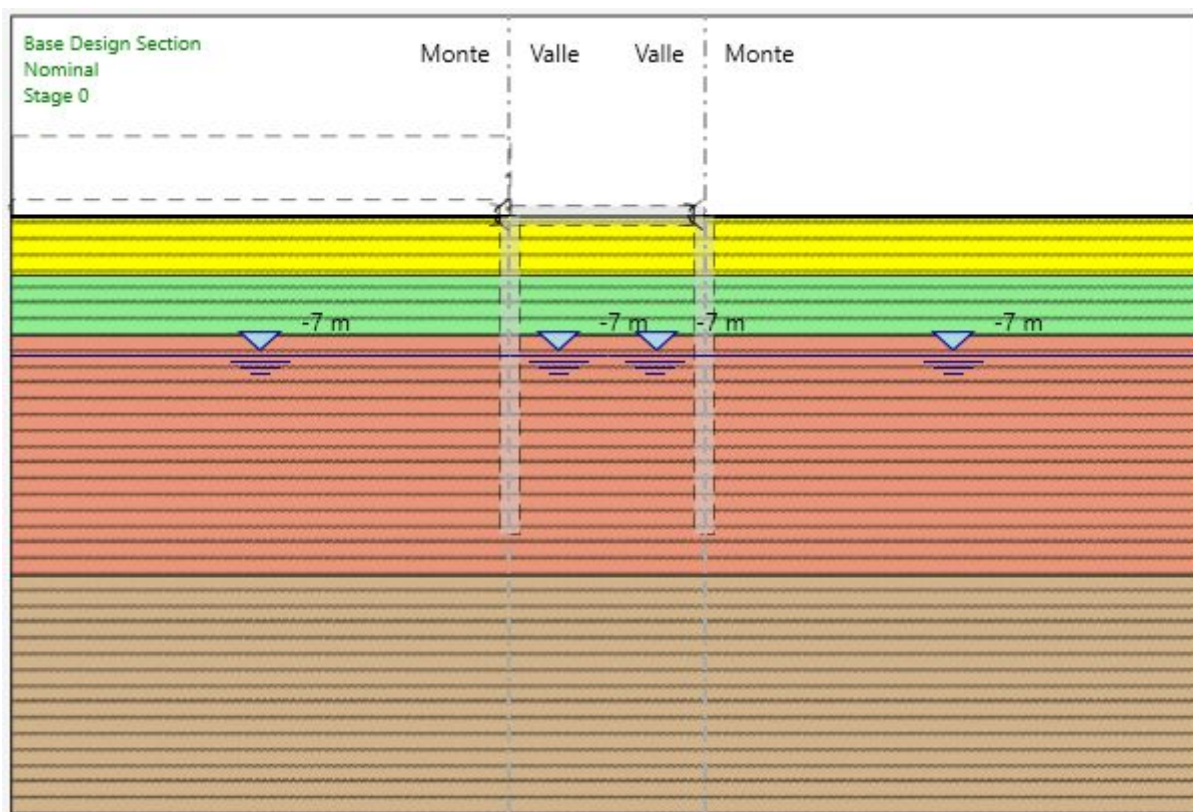 Base Design Section
Nominal
Stage 0
Monte Valle Valle Monte
-7 m -7 m -7 m -7 m